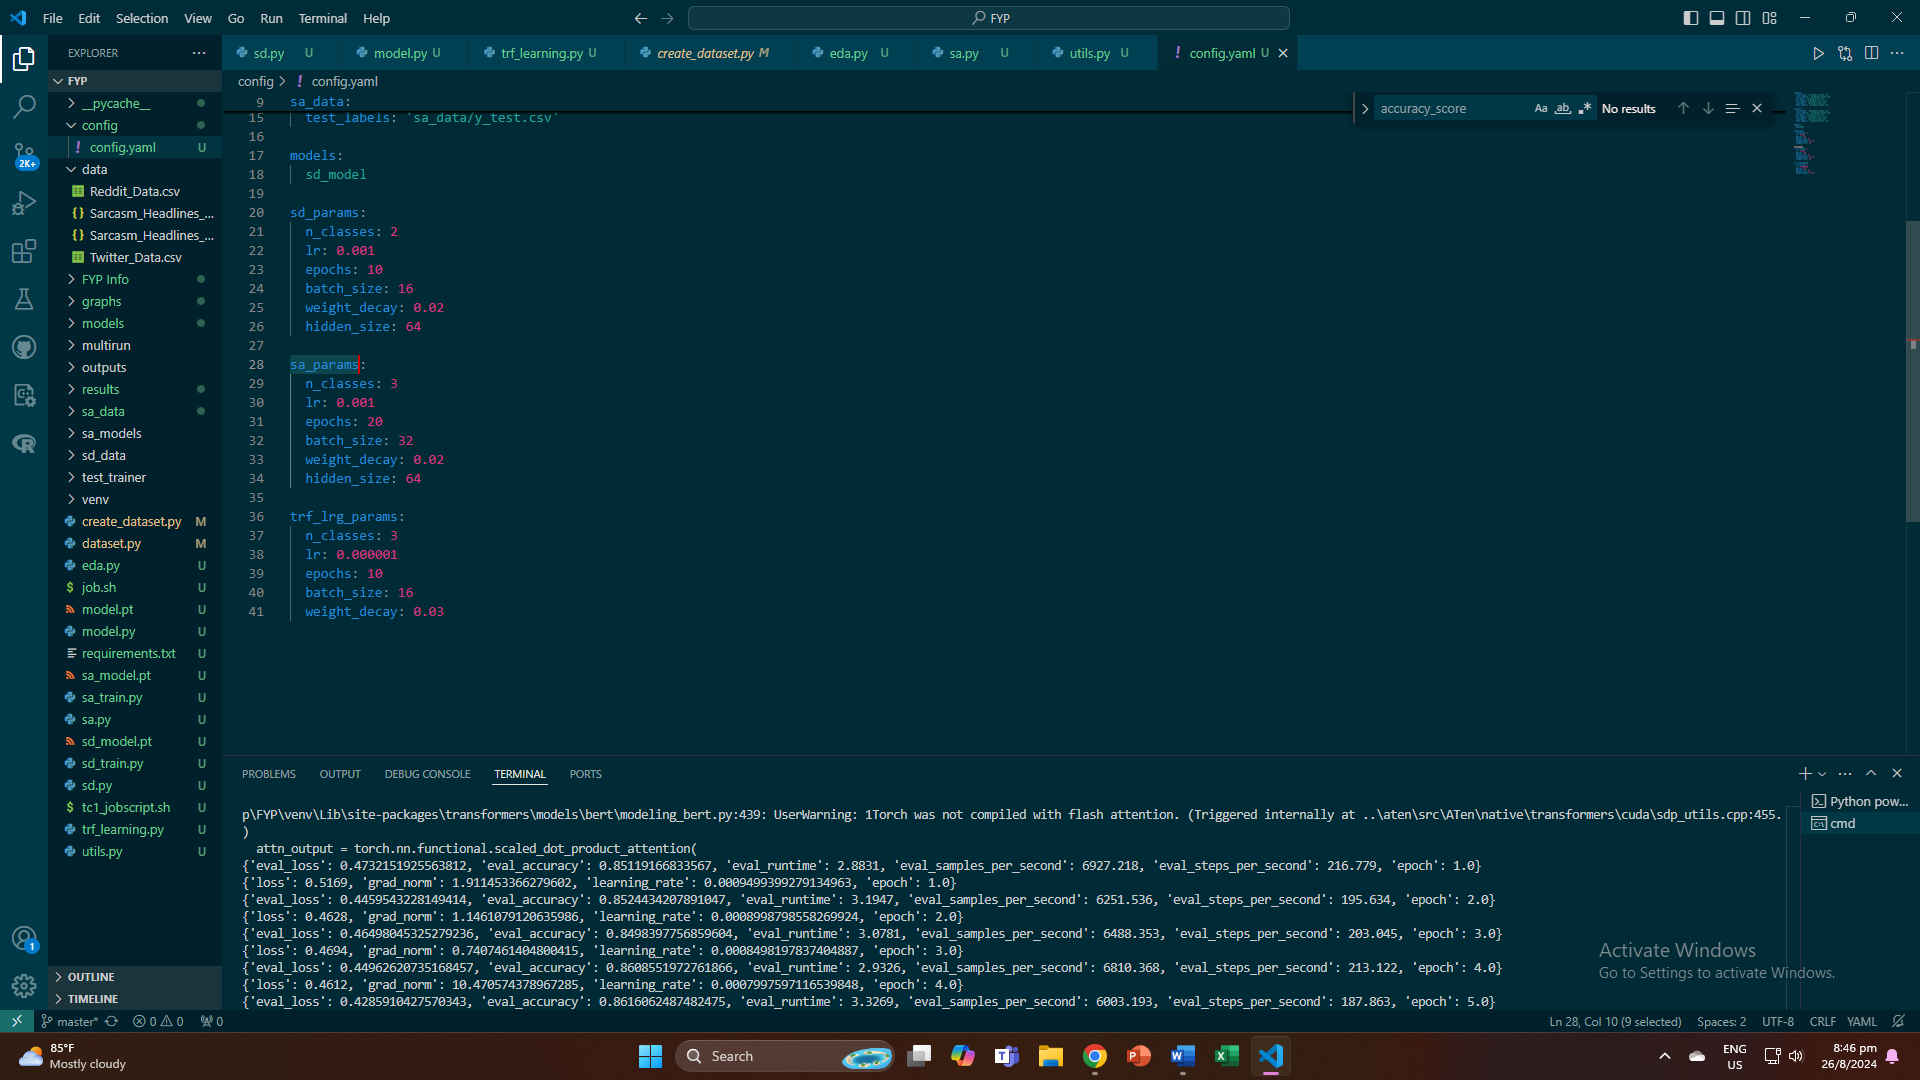 File Edit Selection View Go Run Terminal Help
FYP
EXPLORER
FYP
__pycache__
config
config.yaml U
data
Reddit_Data.csv
Sarcasm_Headlines_...
Sarcasm_Headlines_...
Twitter_Data.csv
FYP Info
graphs
models
multirun
outputs
results
sa_data
sa_models
sd_data
test_trainer
venv
create_dataset.py M
dataset.py M
eda.py U
job.sh U
model.pt U
model.py U
requirements.txt U
sa_model.pt U
sa_train.py U
sa.py U
sd_model.pt U
sd_train.py U
sd.py U
tc1_jobscript.sh U
trf_learning.py U
utils.py U
OUTLINE
TIMELINE
2K+
1
sd.py U model.py U trf_learning.py U create_dataset.py M eda.py U sa.py U utils.py U config.yaml U
config > config.yaml
accuracy_score Aa ab No results
9 sa_data:
15 test_labels: 'sa_data/y_test.csv'
16
17 models:
18 sd_model
19
20 sd_params:
21 n_classes: 2
22 lr: 0.001
23 epochs: 10
24 batch_size: 16
25 weight_decay: 0.02
26 hidden_size: 64
27
28 sa_params:
29 n_classes: 3
30 lr: 0.001
31 epochs: 20
32 batch_size: 32
33 weight_decay: 0.02
34 hidden_size: 64
35
36 trf_lrg_params:
37 n_classes: 3
38 lr: 0.000001
39 epochs: 10
40 batch_size: 16
41 weight_decay: 0.03
PROBLEMS OUTPUT DEBUG CONSOLE TERMINAL PORTS
p\FYP\venv\Lib\site-packages\transformers\models\bert\modeling_bert.py:439: UserWarning: 1Torch was not compiled with flash attention. (Triggered internally at ..\aten\src\ATen\native\transformers\cuda\sdp_utils.cpp:455.
)
attn_output = torch.nn.functional.scaled_dot_product_attention(
{'eval_loss': 0.4732151925563812, 'eval_accuracy': 0.85119166833567, 'eval_runtime': 2.8831, 'eval_samples_per_second': 6927.218, 'eval_steps_per_second': 216.779, 'epoch': 1.0}
{'loss': 0.5169, 'grad_norm': 1.911453366279602, 'learning_rate': 0.0009499399279134963, 'epoch': 1.0}
{'eval_loss': 0.4459543228149414, 'eval_accuracy': 0.8524434207891047, 'eval_runtime': 3.1947, 'eval_samples_per_second': 6251.536, 'eval_steps_per_second': 195.634, 'epoch': 2.0}
{'loss': 0.4628, 'grad_norm': 1.1461079120635986, 'learning_rate': 0.0008998798558269924, 'epoch': 2.0}
{'eval_loss': 0.46498045325279236, 'eval_accuracy': 0.8498397756859604, 'eval_runtime': 3.0781, 'eval_samples_per_second': 6488.353, 'eval_steps_per_second': 203.045, 'epoch': 3.0}
{'loss': 0.4694, 'grad_norm': 0.7407461404800415, 'learning_rate': 0.0008498197837404887, 'epoch': 3.0}
{'eval_loss': 0.44962620735168457, 'eval_accuracy': 0.8608551972761866, 'eval_runtime': 2.9326, 'eval_samples_per_second': 6810.368, 'eval_steps_per_second': 213.122, 'epoch': 4.0}
{'loss': 0.4612, 'grad_norm': 10.470574378967285, 'learning_rate': 0.0007997597116539848, 'epoch': 4.0}
{'eval_loss': 0.4285910427570343, 'eval_accuracy': 0.8616062487482475, 'eval_runtime': 3.3269, 'eval_samples_per_second': 6003.193, 'eval_steps_per_second': 187.863, 'epoch': 5.0}
Python pow...
cmd
Activate Windows
Go to Settings to activate Windows.
master* 0 0 0
Ln 28, Col 10 (9 selected) Spaces: 2 UTF-8 CRLF YAML
85°F
Mostly cloudy
Search
ENG
US
8:46 pm
26/8/2024